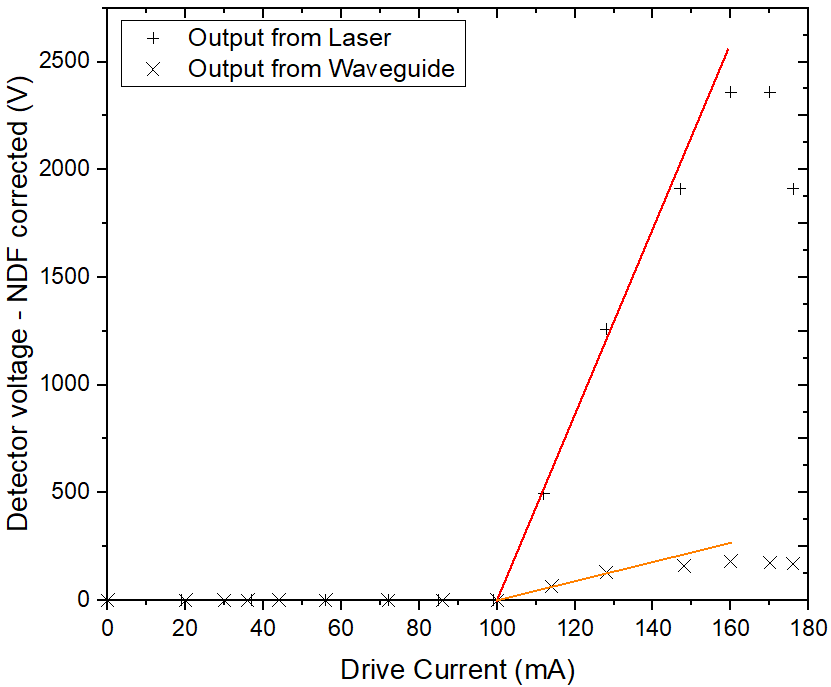 Output from Laser
Output from Waveguide
Detector voltage - NDF corrected (V)
2500
2000
1500
1000
500
0
0 20 40 60 80 100 120 140 160 180
Drive Current (mA)